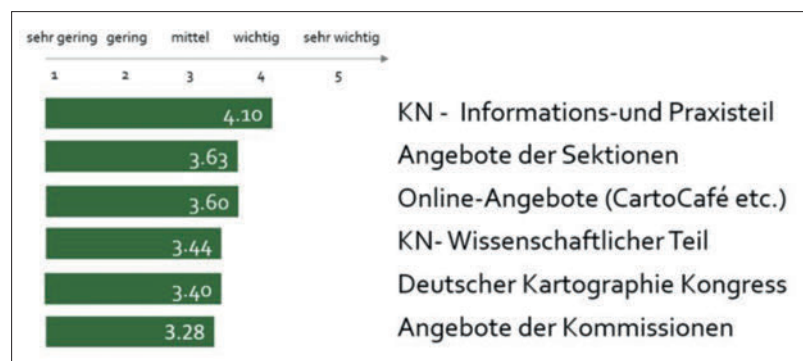 sehr gering gering mittel wichtig sehr wichtig
1 2 3 4 5
4.10 KN - Informations-und Praxisteil
3.63 Angebote der Sektionen
3.60 Online-Angebote (CartoCafé etc.)
3.44 KN-Wissenschaftlicher Teil
3.40 Deutscher Kartographie Kongress
3.28 Angebote der Kommissionen